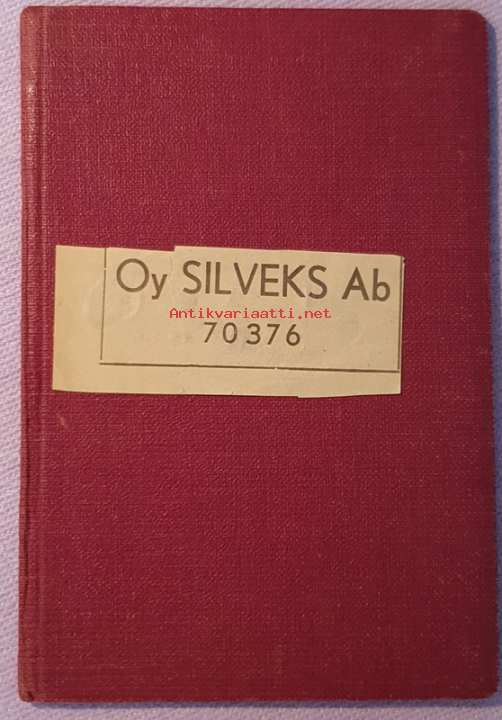 Oy SILVEKS Ab
Antikvariaatti.net
70376